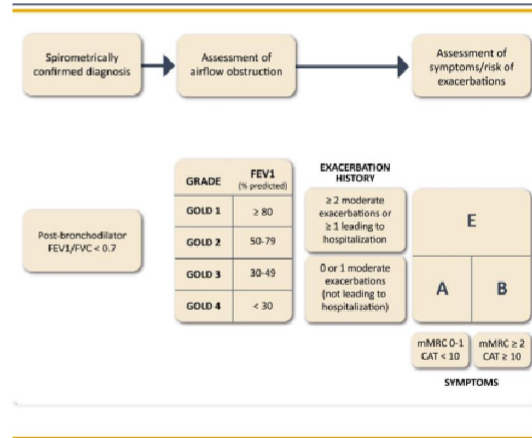 Spirometrically
confirmed diagnosis
Assessment of
airflow obstruction
Assessment of
symptoms/risk of
exacerbations
Post-bronchodilator
FEV1/FVC < 0.7
GRADE FEV1
(% predicted)
GOLD 1 ≥ 80
GOLD 2 50-79
GOLD 3 30-49
GOLD 4 < 30
EXACERBATION
HISTORY
≥ 2 moderate
exacerbations or
≥ 1 leading to
hospitalization
0 or 1 moderate
exacerbations
(not leading to
hospitalization)
E
A B
mMRC 0-1
CAT < 10
mMRC ≥ 2
CAT ≥ 10
SYMPTOMS